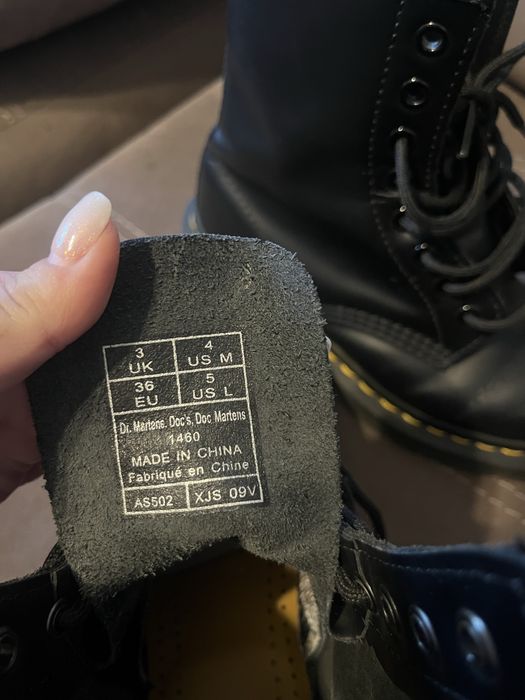 3 UK
4 US M
36 EU
5 US L
Dr. Martens. Doc's, Doc Martens
1460
MADE IN CHINA
Fabriqué en Chine
AS502
XJS 09V